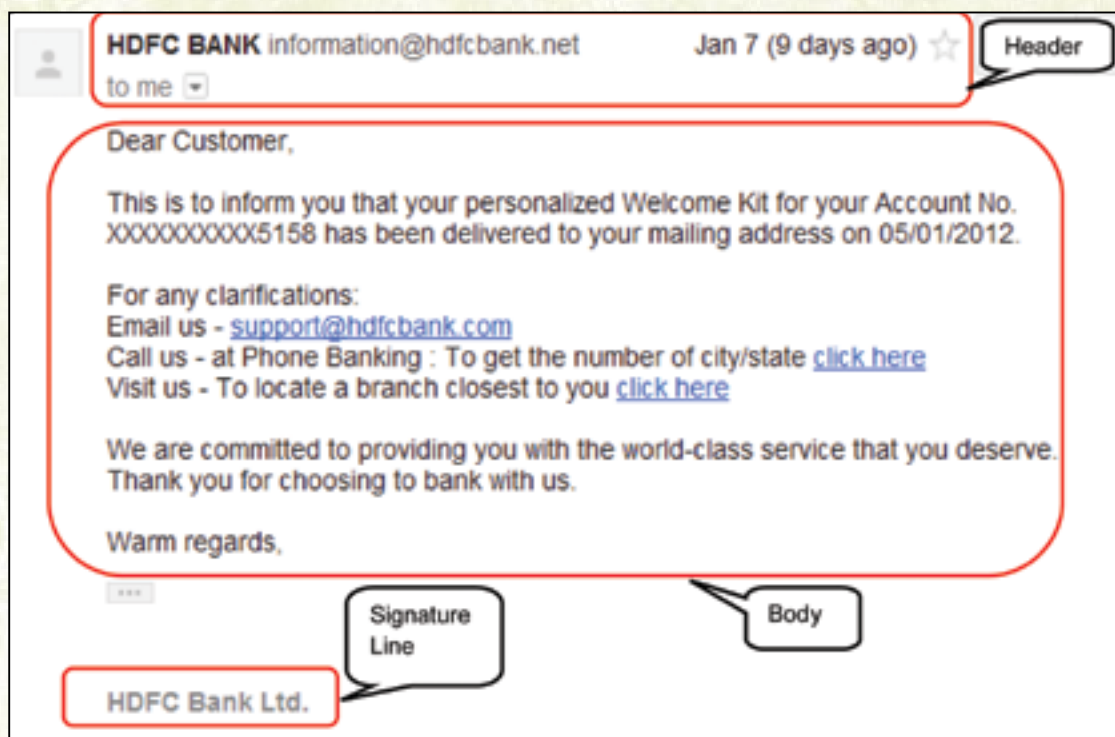 HDFC BANK information@hdfcbank.net Jan 7 (9 days ago)
Header
to me
Dear Customer,
This is to inform you that your personalized Welcome Kit for your Account No.
XXXXXXXXXX5158 has been delivered to your mailing address on 05/01/2012.
For any clarifications:
Email us - support@hdfcbank.com
Call us - at Phone Banking : To get the number of city/state click here
Visit us - To locate a branch closest to you click here
We are committed to providing you with the world-class service that you deserve.
Thank you for choosing to bank with us.
Warm regards,
Body
Signature
Line
HDFC Bank Ltd.